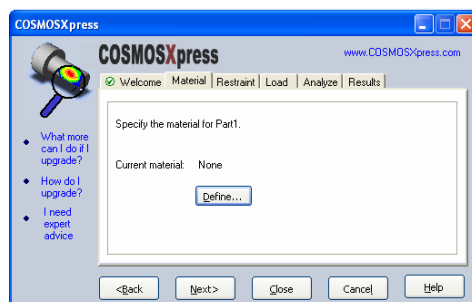 COSMOSXpress
COSMOSXpress
www.COSMOSXpress.com
Welcome Material Restraint Load Analyze Results
What more
can I do if I
upgrade?
How do I
upgrade?
I need
expert
advice
Specify the material for Part1.
Current material: None
Define...
<Back Next> Close Cancel Help